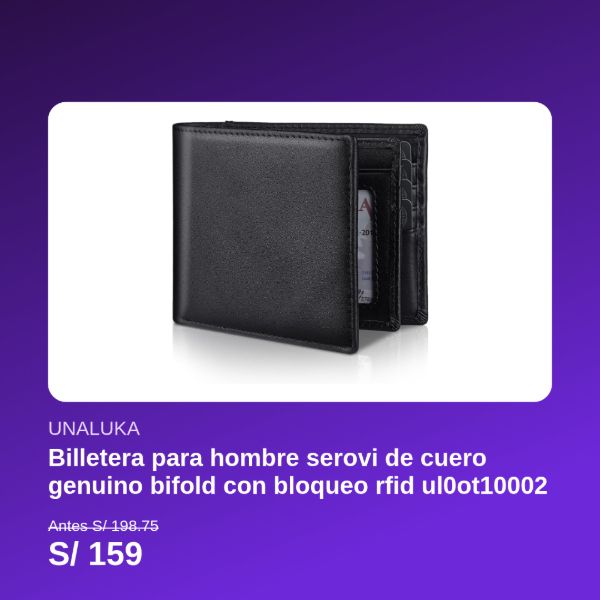 UNALUKA
Billetera para hombre serovi de cuero
genuino bifold con bloqueo rfid ul0ot10002
Antes S/ 198.75
S/ 159